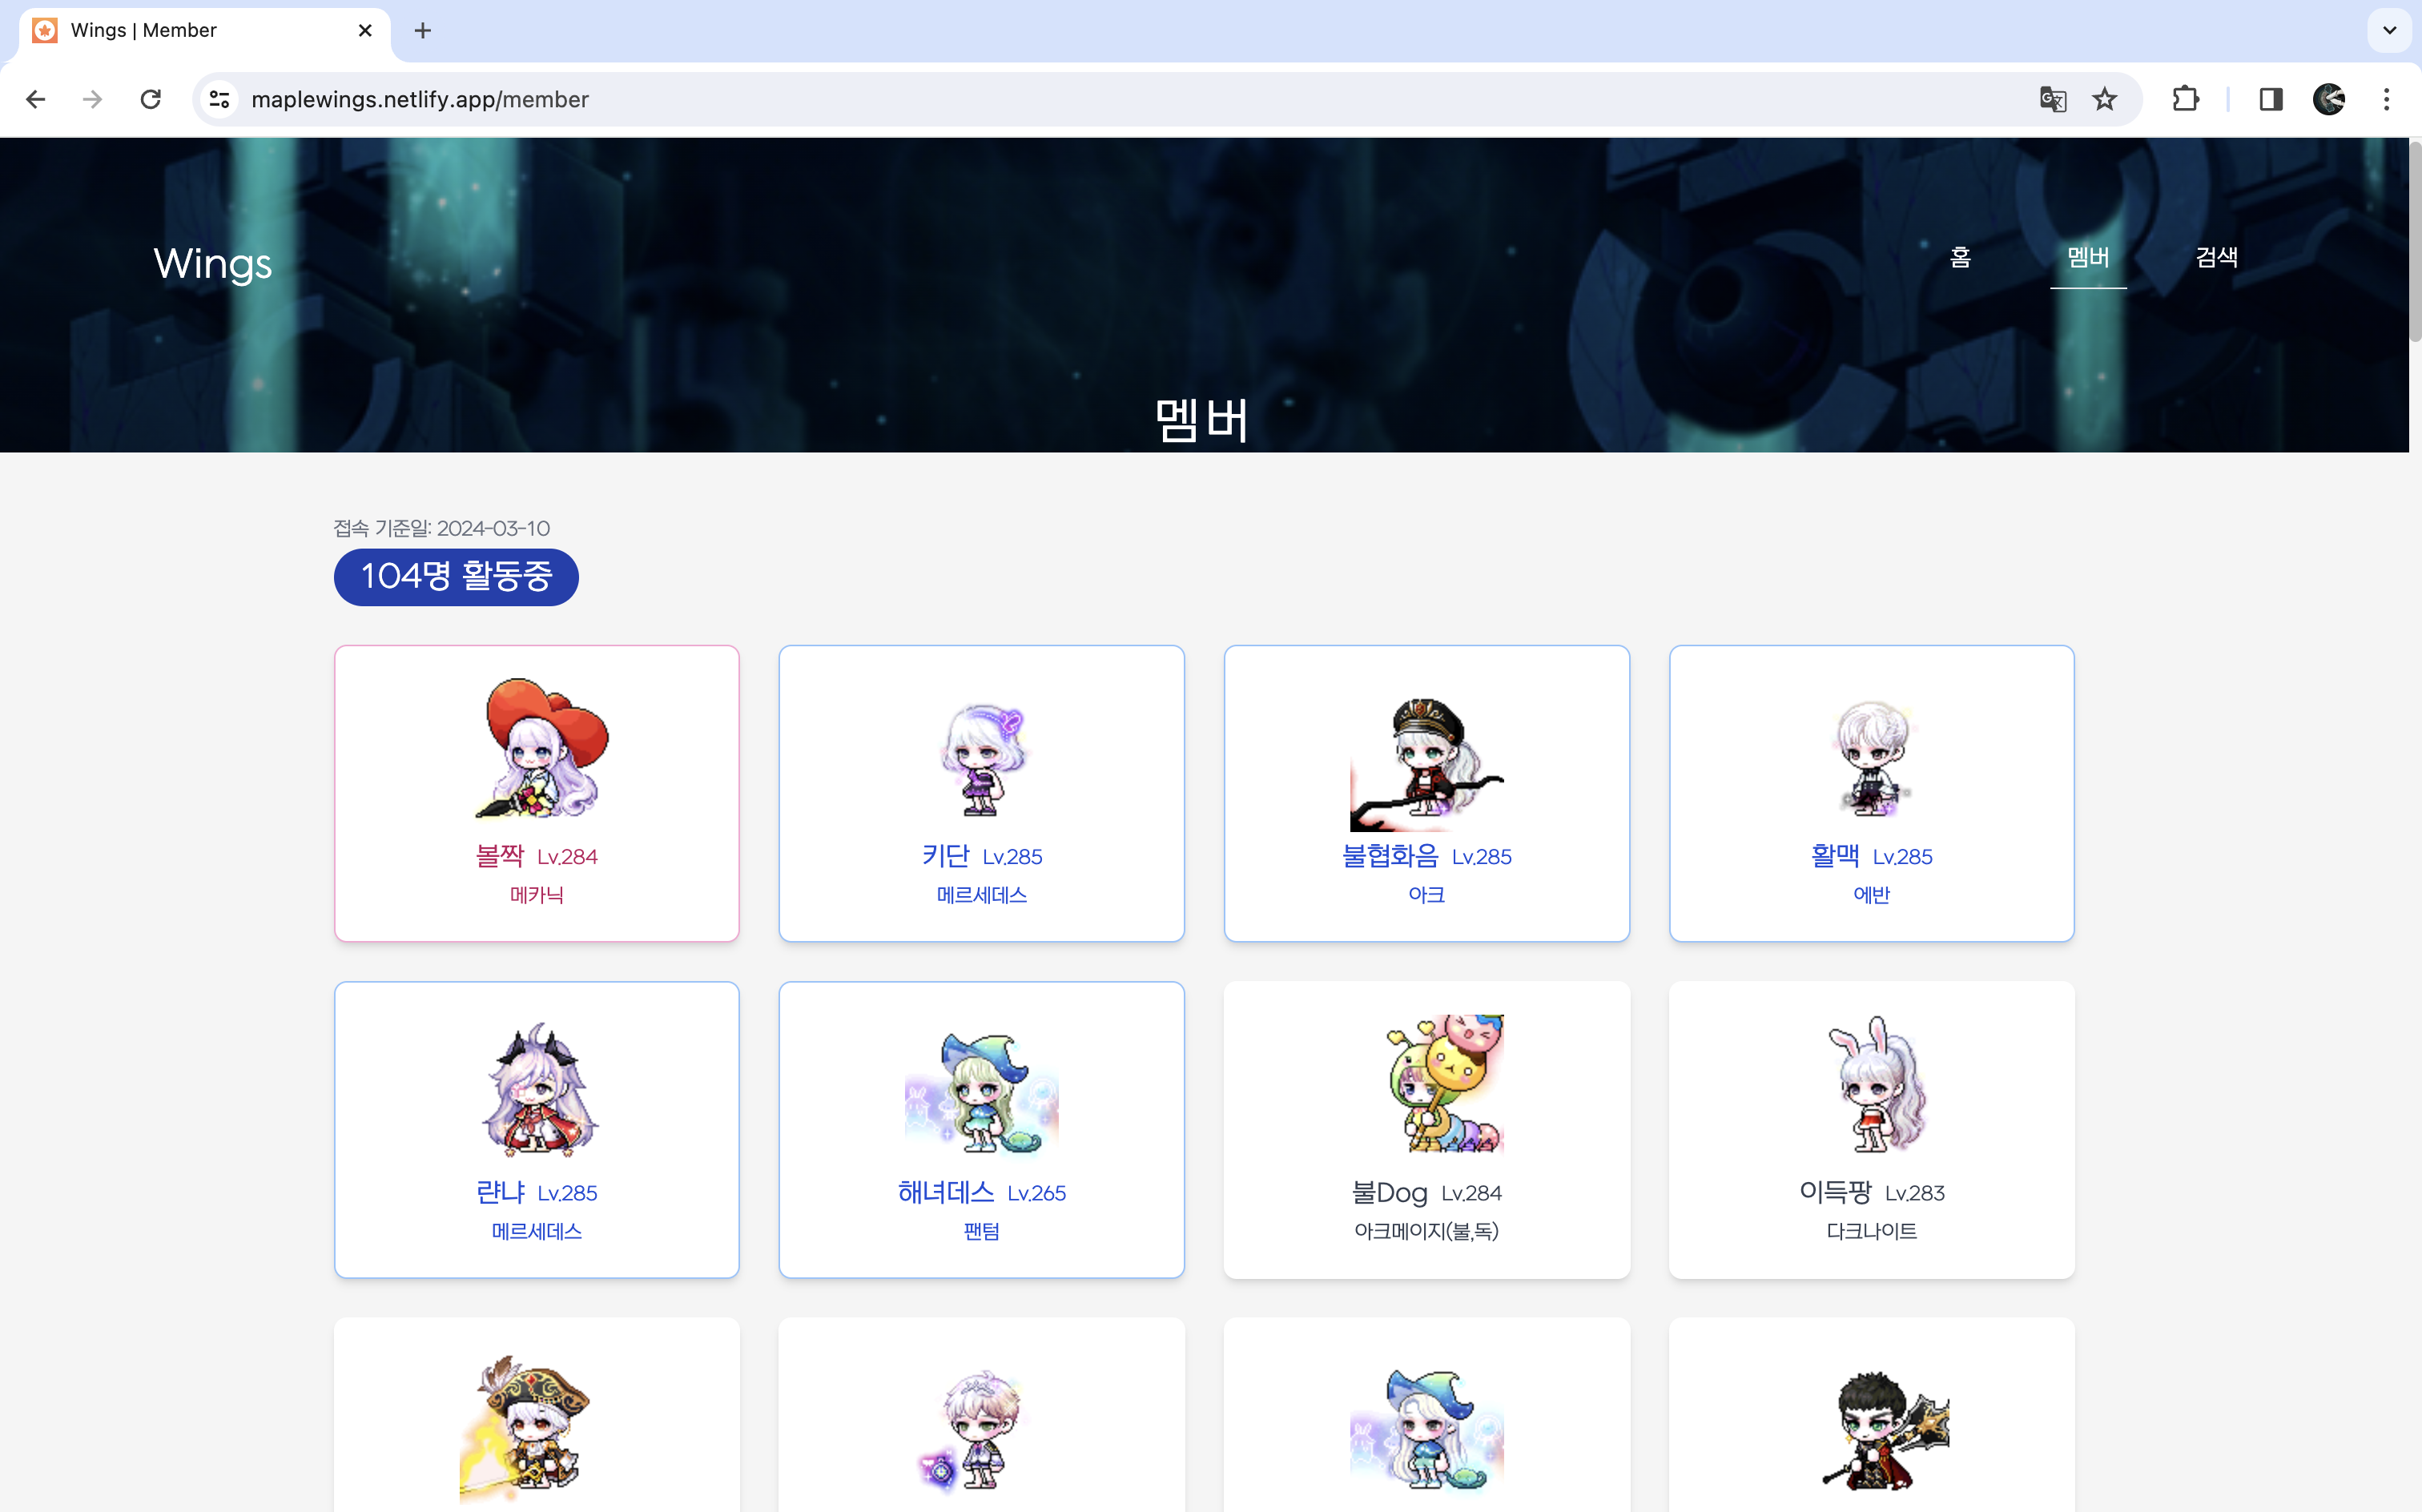 Wings | Member
maplewings.netlify.app/member
Wings
홈 멤버 검색
멤버
접속 기준일: 2024-03-10
104명 활동중
볼짝 Lv.284
메카닉
키단 Lv.285
메르세데스
불협화음 Lv.285
아크
활맥 Lv.285
에반
랸냐 Lv.285
메르세데스
해녀데스 Lv.265
팬텀
불Dog Lv.284
아크메이지(불,독)
이득팡 Lv.283
다크나이트